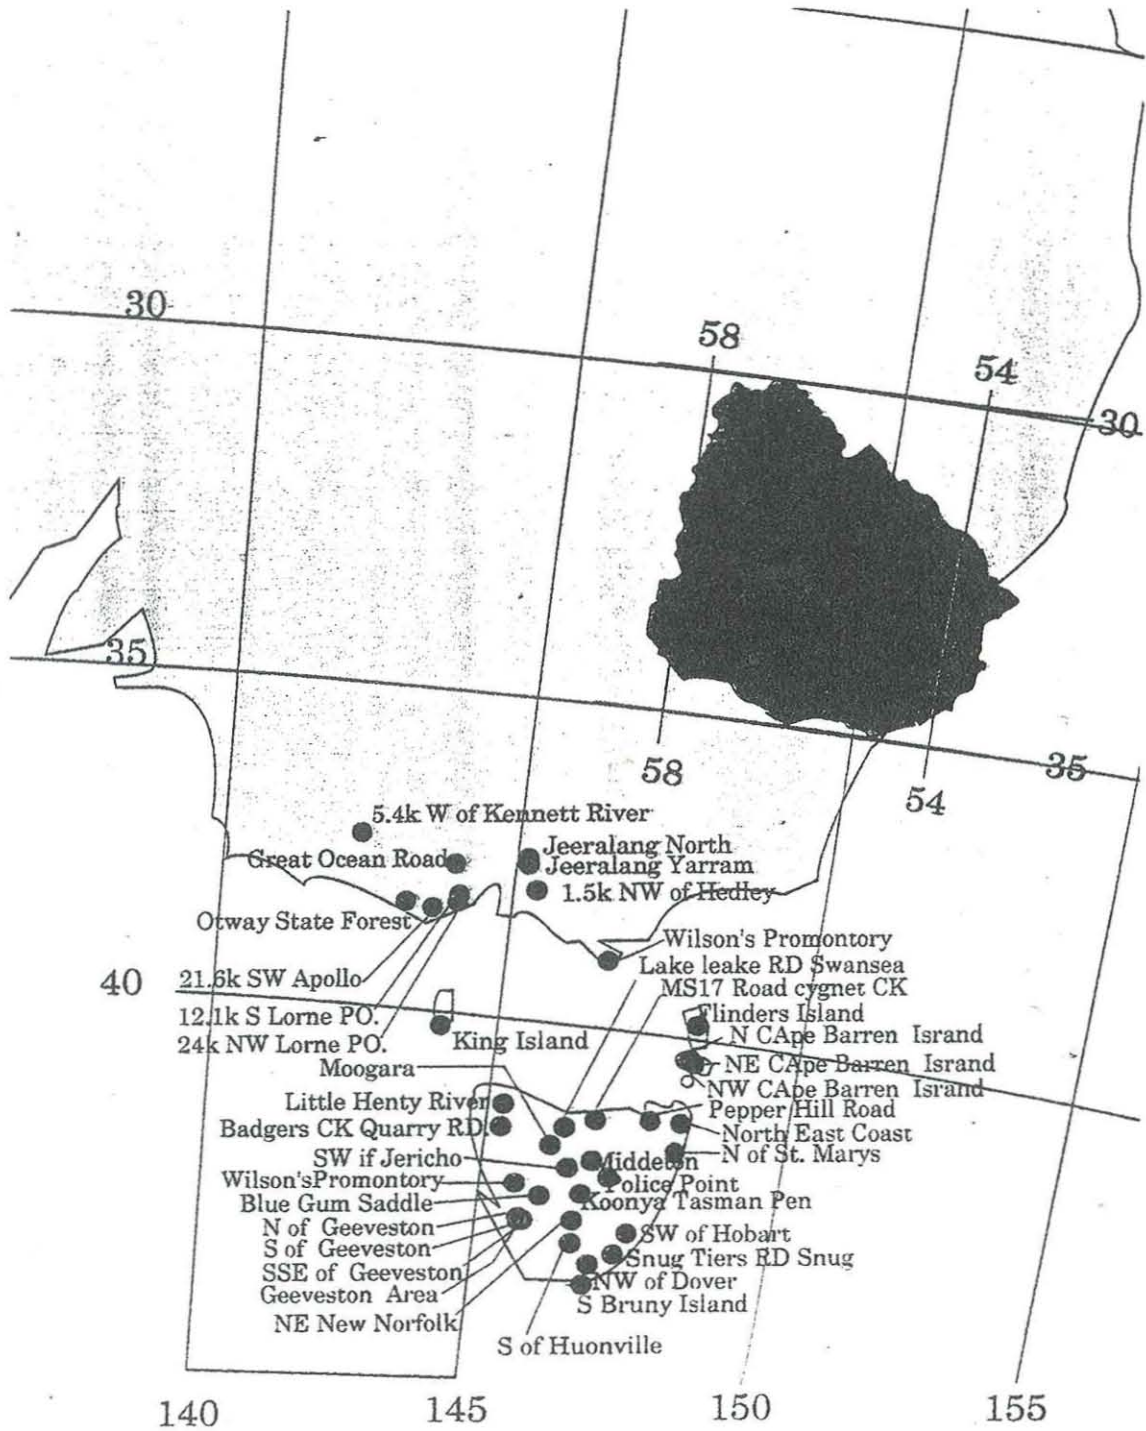 30
58
54
30
35
58
54
35
5.4k W of Kennett River
Jeeralang North
Great Ocean Road
Jeeralang Yarram
1.5k NW of Hedley
Otway State Forest
Wilson's Promontory
Lake leake RD Swansea
21.6k SW Apollo
40
MS17 Road cygnet CK
Flinders Island
12.1k S Lorne PO.
N CApe Barren Isrand
24k NW Lorne PO.
King Island
NE CApe Barren Isrand
Moogara
NW CApe Barren Island
Little Henty River
Pepper Hill Road
Badgers CK Quarry RD
North East Coast
SW if Jericho
Middleton
N of St. Marys
Wilson'sPromontory
Police Point
Blue Gum Saddle
Koonya Tasman Pen
N of Geeveston
SW of Hobart
S of Geeveston
Snug Tiers RD Snug
SSE of Geeveston
NW of Dover
Geeveston Area
S Bruny Island
NE New Norfolk
S of Huonville
140
145
150
155